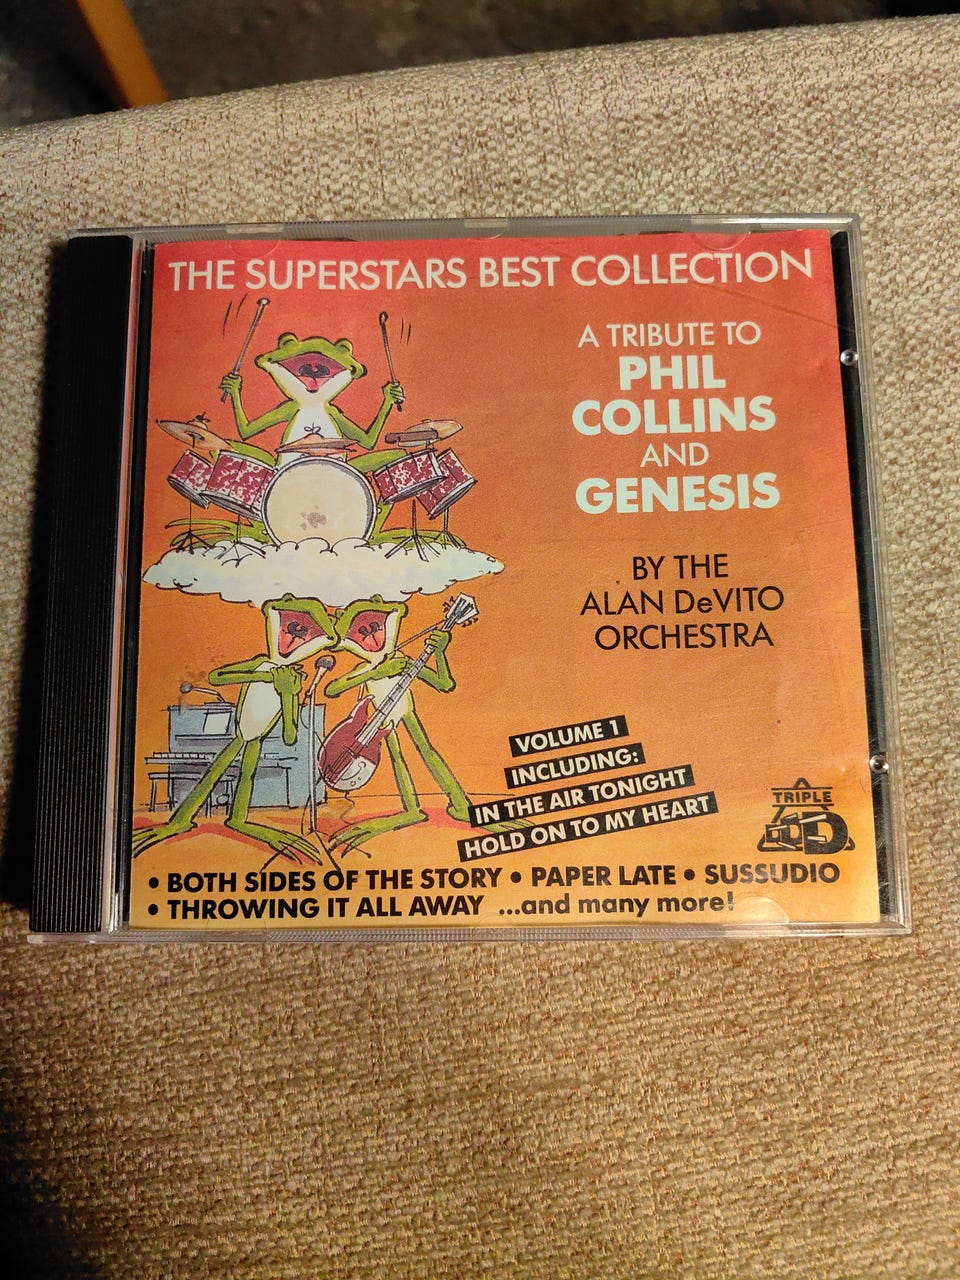 THE SUPERSTARS BEST COLLECTION
A TRIBUTE TO
PHIL
COLLINS
AND
GENESIS
BY THE
ALAN DeVITO
ORCHESTRA
VOLUME 1
INCLUDING:
IN THE AIR TONIGHT
HOLD ON TO MY HEART
TRIPLE
• BOTH SIDES OF THE STORY • PAPER LATE • SUSSUDIO
• THROWING IT ALL AWAY ...and many more!